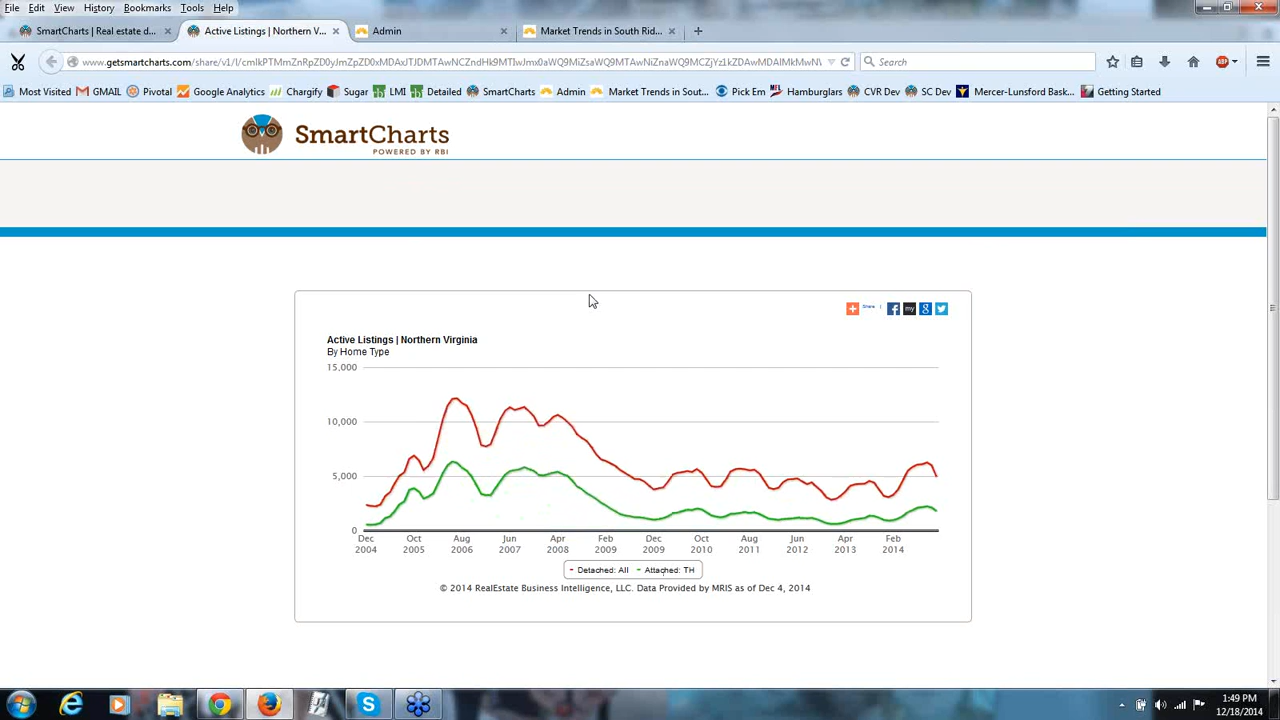 File Edit View History Bookmarks Tools Help
SmartCharts | Real estate d... Active Listings | Northern V... Admin Market Trends in South Rid...
Search
Most Visited GMAIL Pivotal Google Analytics Chargify Sugar LMI Detailed SmartCharts Admin Market Trends in Sout... Pick Em Hamburglars CVR Dev SC Dev Mercer-Lunsford Bask... Getting Started
SmartCharts
POWERED BY RBI
Share
my
Active Listings | Northern Virginia
By Home Type
15,000
10,000
5,000
0
Dec Oct Aug Jun Apr Feb Dec Oct Aug Jun Apr Feb
2004 2005 2006 2007 2008 2009 2009 2010 2011 2012 2013 2014
Detached: All Attached: TH
© 2014 RealEstate Business Intelligence, LLC. Data Provided by MRIS as of Dec 4, 2014
1:49 PM
12/18/2014